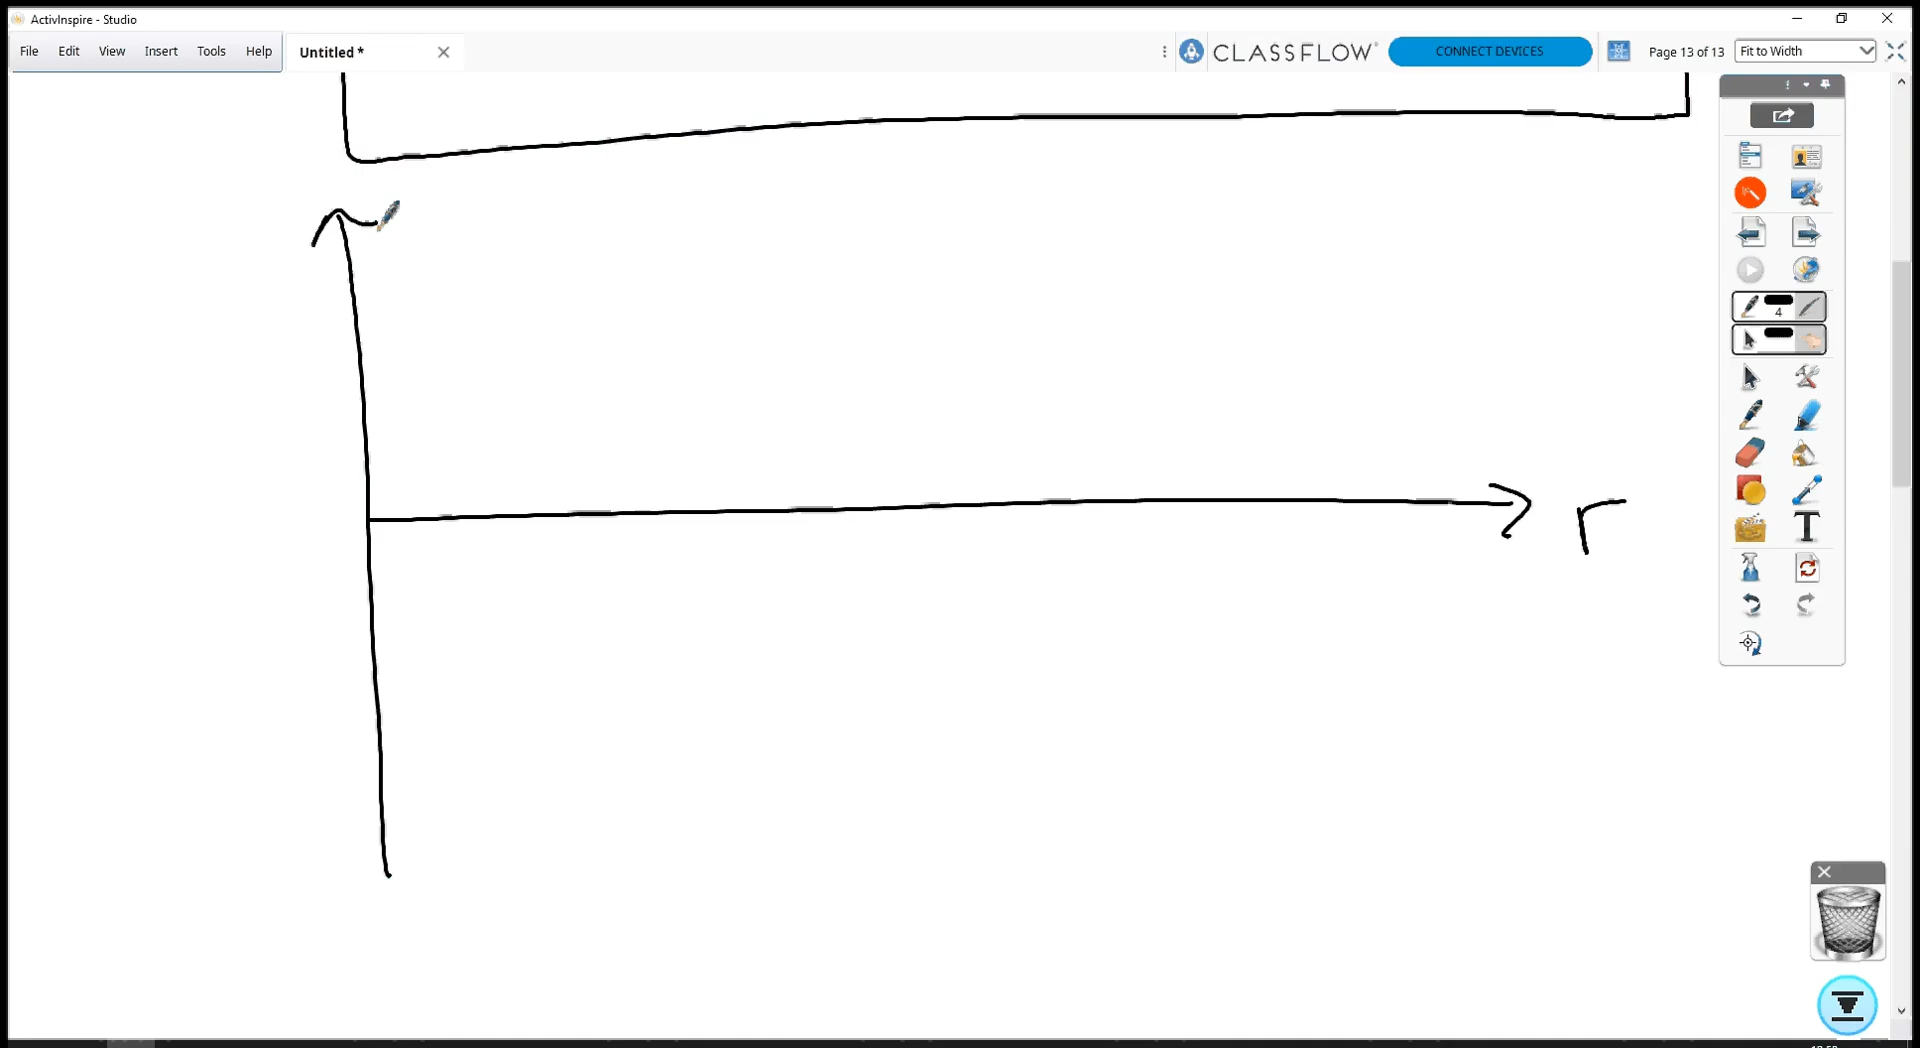 ActivInspire - Studio
File Edit View Insert Tools Help Untitled * CLASSFLOW® CONNECT DEVICES Page 13 of 13 Fit to Width
4
r
T